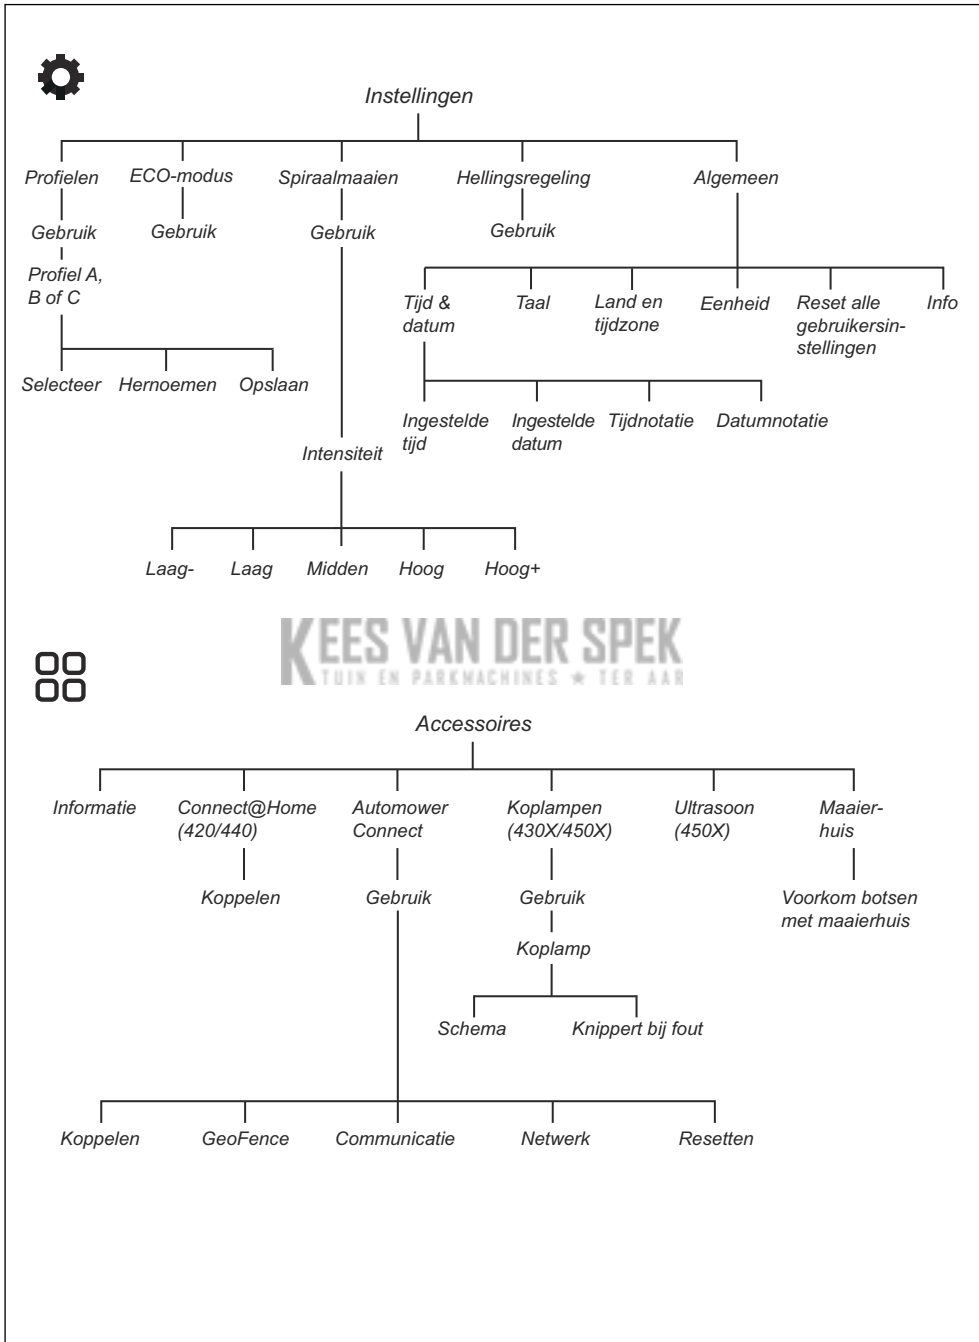 Instellingen
Profielen ECO-modus Spiraalmaaien Hellingsregeling Algemeen
Gebruik Gebruik Gebruik Gebruik
Profiel A,
B of C
Tijd &
datum
Taal
Land en
tijdzone
Eenheid
Reset alle
gebruikersin-
stellingen
Info
Selecteer Hernoemen Opslaan
Ingestelde
tijd
Ingestelde
datum
Tijdnotatie
Datumnotatie
Intensiteit
Laag- Laag Midden Hoog Hoog+
KEES VAN DER SPEK
TUIN EN PARKMACHINES ★ TER AAR
Accessoires
Informatie
Connect@Home
(420/440)
Automower
Connect
Koplampen
(430X/450X)
Ultrasoon
(450X)
Maaier-
huis
Koppelen
Gebruik
Gebruik
Voorkom botsen
met maaierhuis
Koplamp
Schema Knippert bij fout
Koppelen GeoFence Communicatie Netwerk Resetten